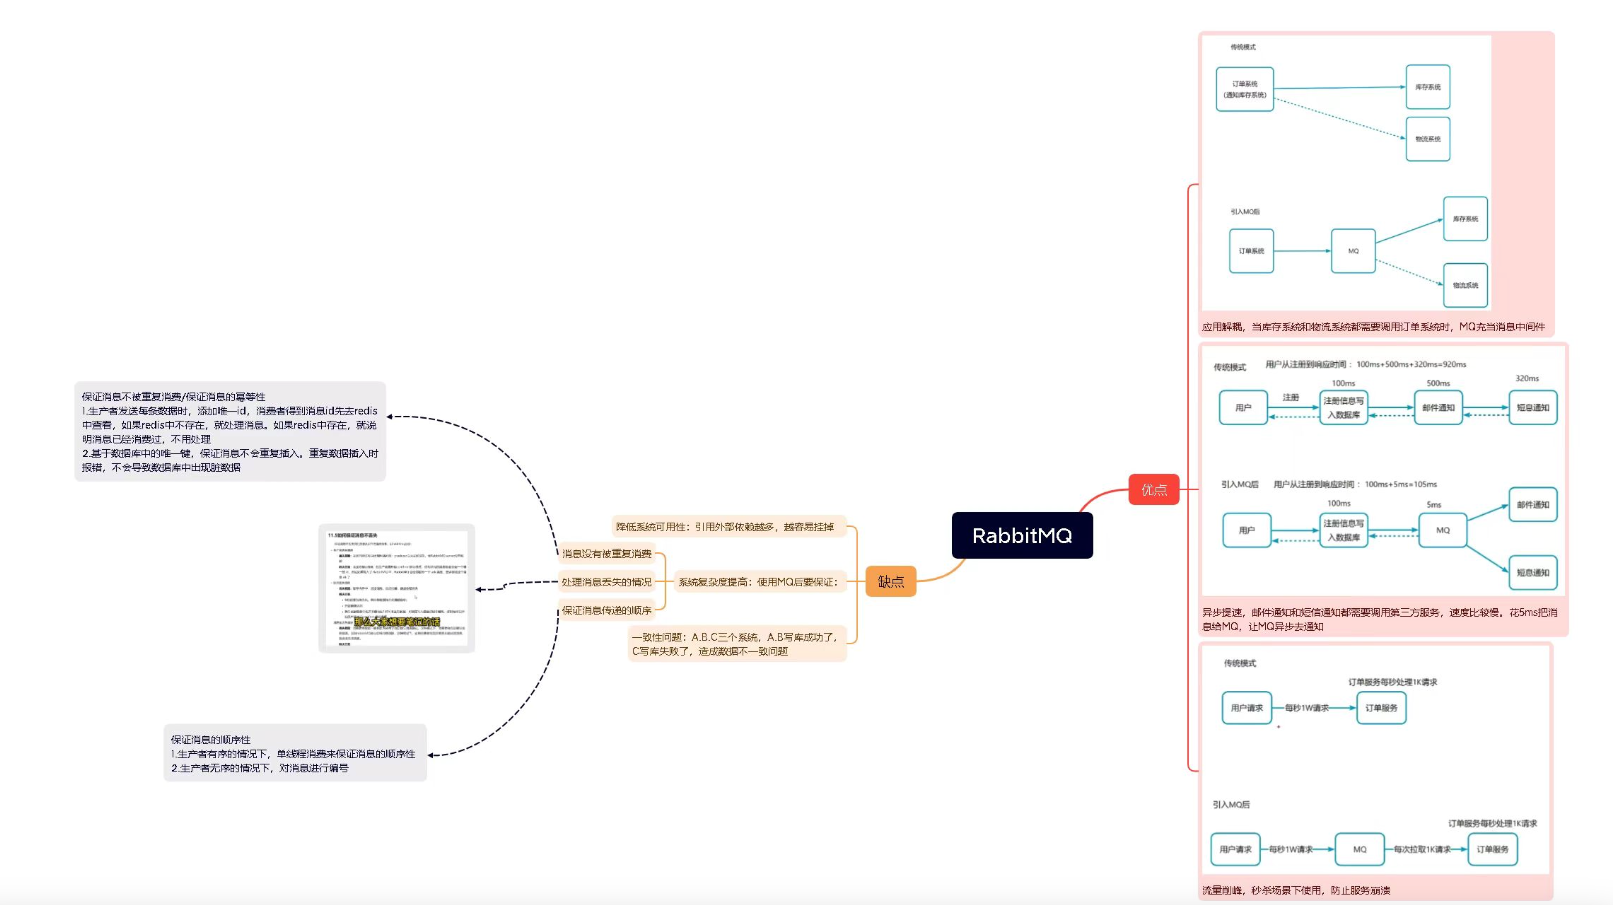 RabbitMQ
优点
传统模式
订单系统
(通知库存系统)
库存系统
物流系统
引入MQ后
订单系统
MQ
库存系统
物流系统
应用解耦，当库存系统和物流系统都需要调用订单系统时，MQ充当消息中间件
传统模式
用户从注册到响应时间：100ms+500ms+320ms=920ms
100ms
500ms
320ms
用户
注册
注册信息写
入数据库
邮件通知
短息通知
引入MQ后
用户从注册到响应时间：100ms+5ms=105ms
100ms
5ms
用户
注册信息写
入数据库
MQ
邮件通知
短息通知
异步提速，邮件通知和短信通知都需要调用第三方服务，速度比较慢。花5ms把消
息给MQ，让MQ异步去通知
传统模式
订单服务每秒处理1K请求
用户请求
每秒1W请求
订单服务
引入MQ后
订单服务每秒处理1K请求
用户请求
每秒1W请求
MQ
每次拉取1K请求
订单服务
流量削峰，秒杀场景下使用，防止服务崩溃
缺点
降低系统可用性：引用外部依赖越多，越容易挂掉
系统复杂度提高：使用MQ后要保证：
消息没有被重复消费
处理消息丢失的情况
保证消息传递的顺序
一致性问题：A.B.C三个系统，A,B写库成功了，
C写库失败了，造成数据不一致问题
保证消息不被重复消费/保证消息的幂等性
1.生产者发送每条数据时，添加唯一id，消费者得到消息id先去redis
中查看，如果redis中不存在，就处理消息。如果redis中存在，就说
明消息已经消费过，不用处理
2.基于数据库中的唯一键，保证消息不会重复插入。重复数据插入时
报错，不会导致数据库中出现脏数据
11.5如何保证消息不丢失
那么大家想要笔记的话
保证消息的顺序性
1.生产者有序的情况下，单线程消费来保证消息的顺序性
2.生产者无序的情况下，对消息进行编号